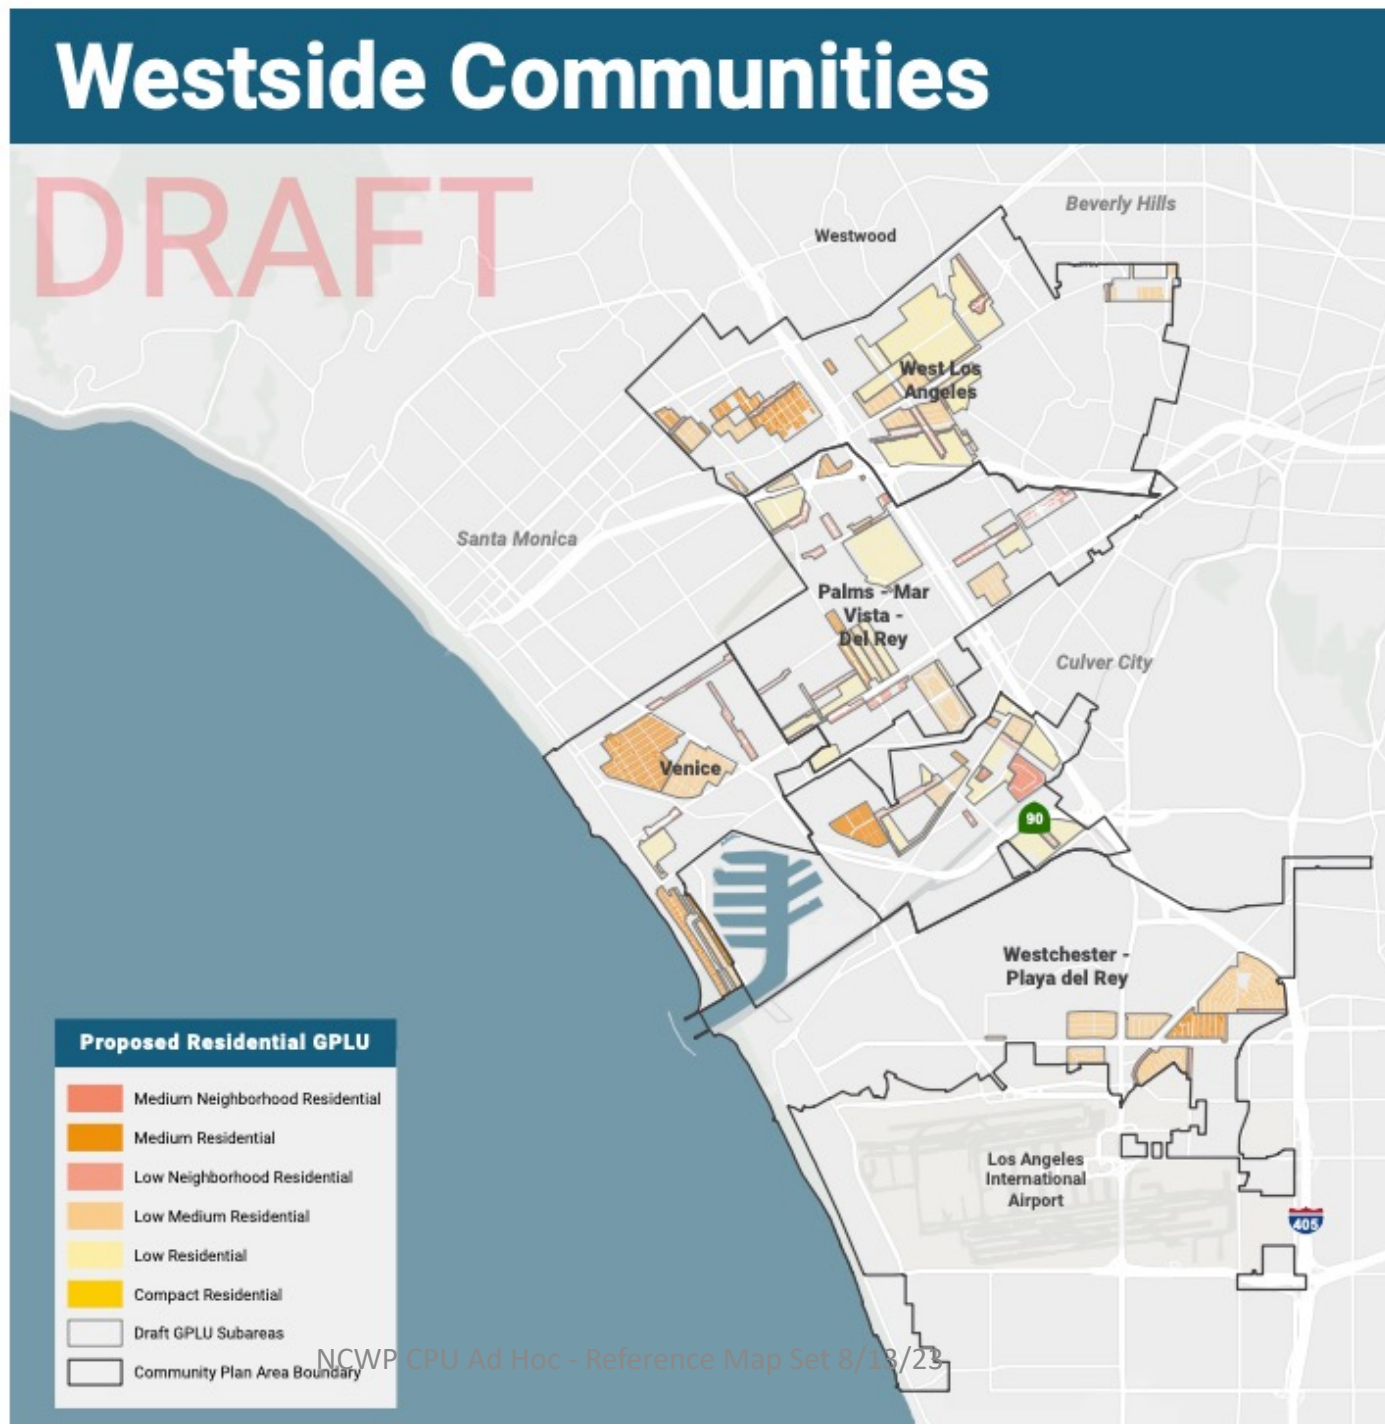 Westside Communities
DRAFT
Beverly Hills
Westwood
West Los
Angeles
Santa Monica
Palms - Mar
Vista -
Del Rey
Culver City
Venice
90
Westchester -
Playa del Rey
Los Angeles
International
Airport
405
Proposed Residential GPLU
Medium Neighborhood Residential
Medium Residential
Low Neighborhood Residential
Low Medium Residential
Low Residential
Compact Residential
Draft GPLU Subareas
Community Plan Area Boundary
NCWP CPU Ad Hoc - Reference Map Set 8/13/23